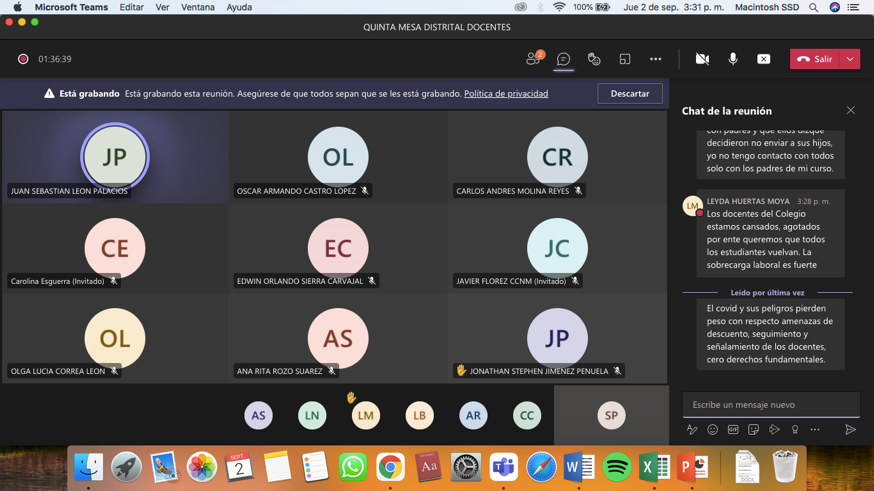 Microsoft Teams Editar Ver Ventana Ayuda 100% Jue 2 de sep. 3:31 p. m. Macintosh SSD
QUINTA MESA DISTRITAL DOCENTES
01:36:39 2 Salir
Está grabando Está grabando esta reunión. Asegúrese de que todos sepan que se les está grabando. Política de privacidad Descartar
JP
JUAN SEBASTIAN LEON PALACIOS
OL
OSCAR ARMANDO CASTRO LOPEZ
CR
CARLOS ANDRES MOLINA REYES
CE
Carolina Esguerra (Invitado)
EC
EDWIN ORLANDO SIERRA CARVAJAL
JC
JAVIER FLOREZ CCNM (Invitado)
OL
OLGA LUCIA CORREA LEON
AS
ANA RITA ROZO SUAREZ
JP
JONATHAN STEPHEN JIMENEZ PENUELA
AS LN LM LB AR CC SP
Chat de la reunión
con padres y que ellos dizque
decidieron no enviar a sus hijos,
yo no tengo contacto con todos
solo con los padres de mi curso.
LM
LEYDA HUERTAS MOYA 3:28 p. m.
Los docentes del Colegio
estamos cansados, agotados
por ente queremos que todos
los estudiantes vuelvan. La
sobrecarga laboral es fuerte
Leído por última vez
El covid y sus peligros pierden
peso con respecto amenazas de
descuento, seguimiento y
señalamiento de los docentes,
cero derechos fundamentales.
Escribe un mensaje nuevo
GIF
SEPT.
2
Aa
T
W
X
P
DOCX